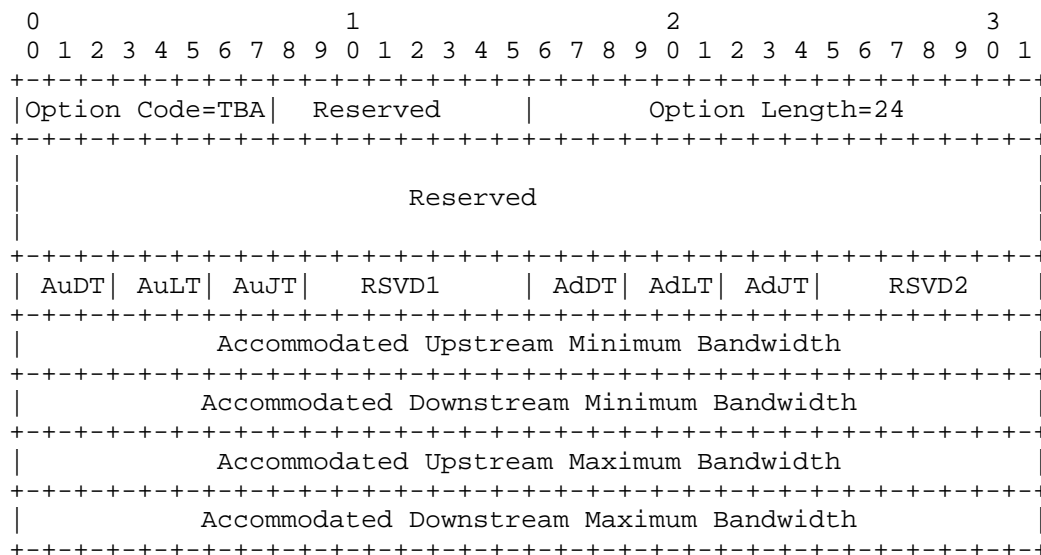 0                   1                   2                   3
 0 1 2 3 4 5 6 7 8 9 0 1 2 3 4 5 6 7 8 9 0 1 2 3 4 5 6 7 8 9 0 1
+-+-+-+-+-+-+-+-+-+-+-+-+-+-+-+-+-+-+-+-+-+-+-+-+-+-+-+-+-+-+-+-+
|Option Code=TBA|  Reserved     |       Option Length=24        |
+-+-+-+-+-+-+-+-+-+-+-+-+-+-+-+-+-+-+-+-+-+-+-+-+-+-+-+-+-+-+-+-+
|                                                               |
|                        Reserved                               |
|                                                               |
+-+-+-+-+-+-+-+-+-+-+-+-+-+-+-+-+-+-+-+-+-+-+-+-+-+-+-+-+-+-+-+-+
| AuDT| AuLT| AuJT|   RSVD1     | AdDT| AdLT| AdJT|    RSVD2    |
+-+-+-+-+-+-+-+-+-+-+-+-+-+-+-+-+-+-+-+-+-+-+-+-+-+-+-+-+-+-+-+-+
|            Accommodated Upstream Minimum Bandwidth            |
+-+-+-+-+-+-+-+-+-+-+-+-+-+-+-+-+-+-+-+-+-+-+-+-+-+-+-+-+-+-+-+-+
|           Accommodated Downstream Minimum Bandwidth           |
+-+-+-+-+-+-+-+-+-+-+-+-+-+-+-+-+-+-+-+-+-+-+-+-+-+-+-+-+-+-+-+-+
|            Accommodated Upstream Maximum Bandwidth            |
+-+-+-+-+-+-+-+-+-+-+-+-+-+-+-+-+-+-+-+-+-+-+-+-+-+-+-+-+-+-+-+-+
|           Accommodated Downstream Maximum Bandwidth           |
+-+-+-+-+-+-+-+-+-+-+-+-+-+-+-+-+-+-+-+-+-+-+-+-+-+-+-+-+-+-+-+-+